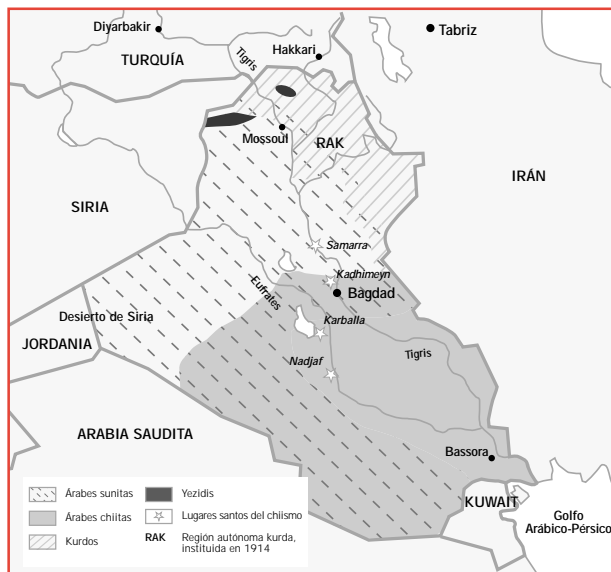 Diyarbakir
Tabriz
Hakkari
TURQUÍA
Tigris
Mossoul
RAK
IRÁN
SIRIA
Samarra
Kadhimeyn
Bagdad
Eufrates
Desierto de Siria
Karballa
JORDANIA
Tigris
Nadjaf
ARABIA SAUDITA
Bassora
KUWAIT
Golfo
Arábico-Pérsico
Árabes sunitas
Árabes chiitas
Kurdos
Yezidis
Lugares santos del chiismo
RAK Región autónoma kurda,
instituida en 1914